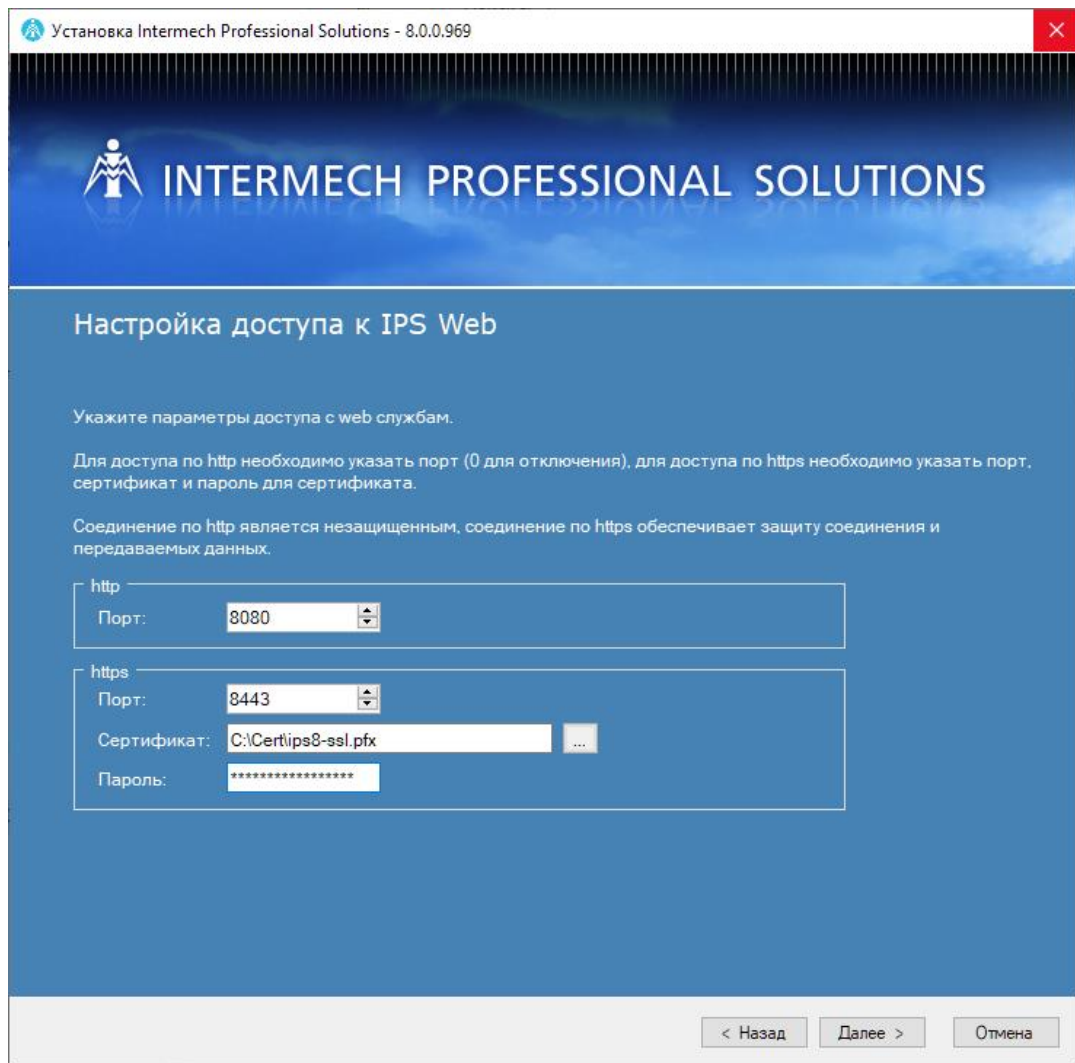 Установка Intermech Professional Solutions - 8.0.0.969
INTERMECH PROFESSIONAL SOLUTIONS
Настройка доступа к IPS Web
Укажите параметры доступа с web службам.
Для доступа по http необходимо указать порт (0 для отключения), для доступа по https необходимо указать порт,
сертификат и пароль для сертификата.
Соединение по http является незащищенным, соединение по https обеспечивает защиту соединения и
передаваемых данных.
http
Порт: 8080
https
Порт: 8443
Сертификат: C:\Cert\ips8-ssl.pfx ...
Пароль: *****************
< Назад Далее > Отмена